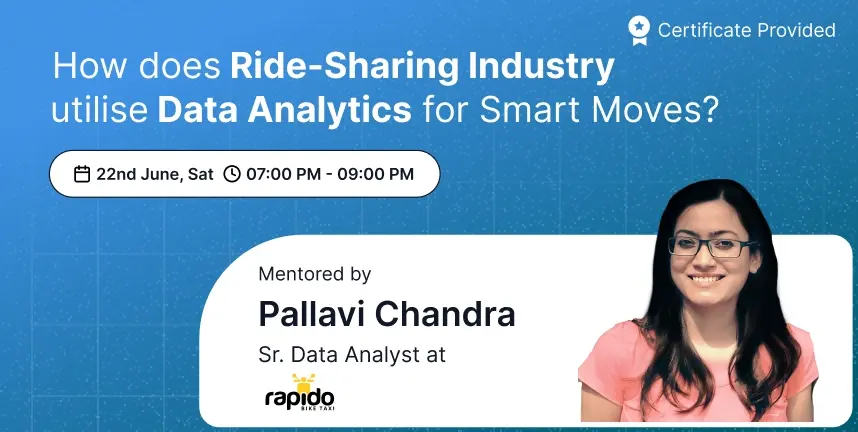 Certificate Provided
How does Ride-Sharing Industry
utilise Data Analytics for Smart Moves?
22nd June, Sat 07:00 PM - 09:00 PM
Mentored by
Pallavi Chandra
Sr. Data Analyst at
rapido
BIKE TAXI